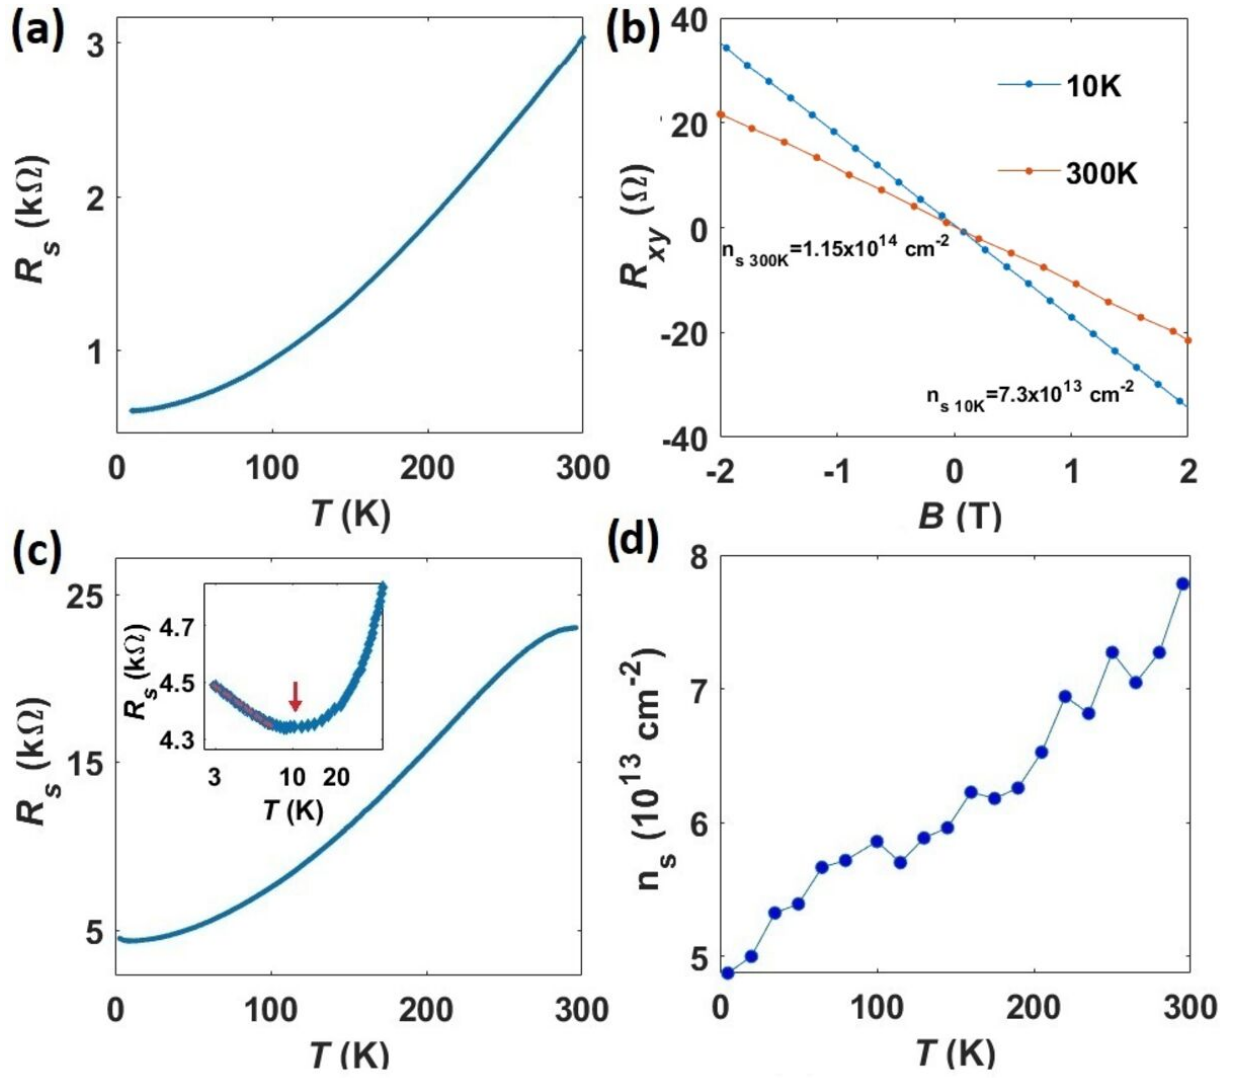 (a)
3
2
1
R_s (kΩ)
0 100 200 300
T (K)
(b)
40
20
0
-20
-40
R_xy (Ω)
10K
300K
n_s 300K=1.15x10^14 cm^-2
n_s 10K=7.3x10^13 cm^-2
-2 -1 0 1 2
B (T)
(c)
25
15
5
R_s (kΩ)
4.7
4.5
4.3
R_s (kΩ)
3 10 20
T (K)
0 100 200 300
T (K)
(d)
8
7
6
5
n_s (10^13 cm^-2)
0 100 200 300
T (K)